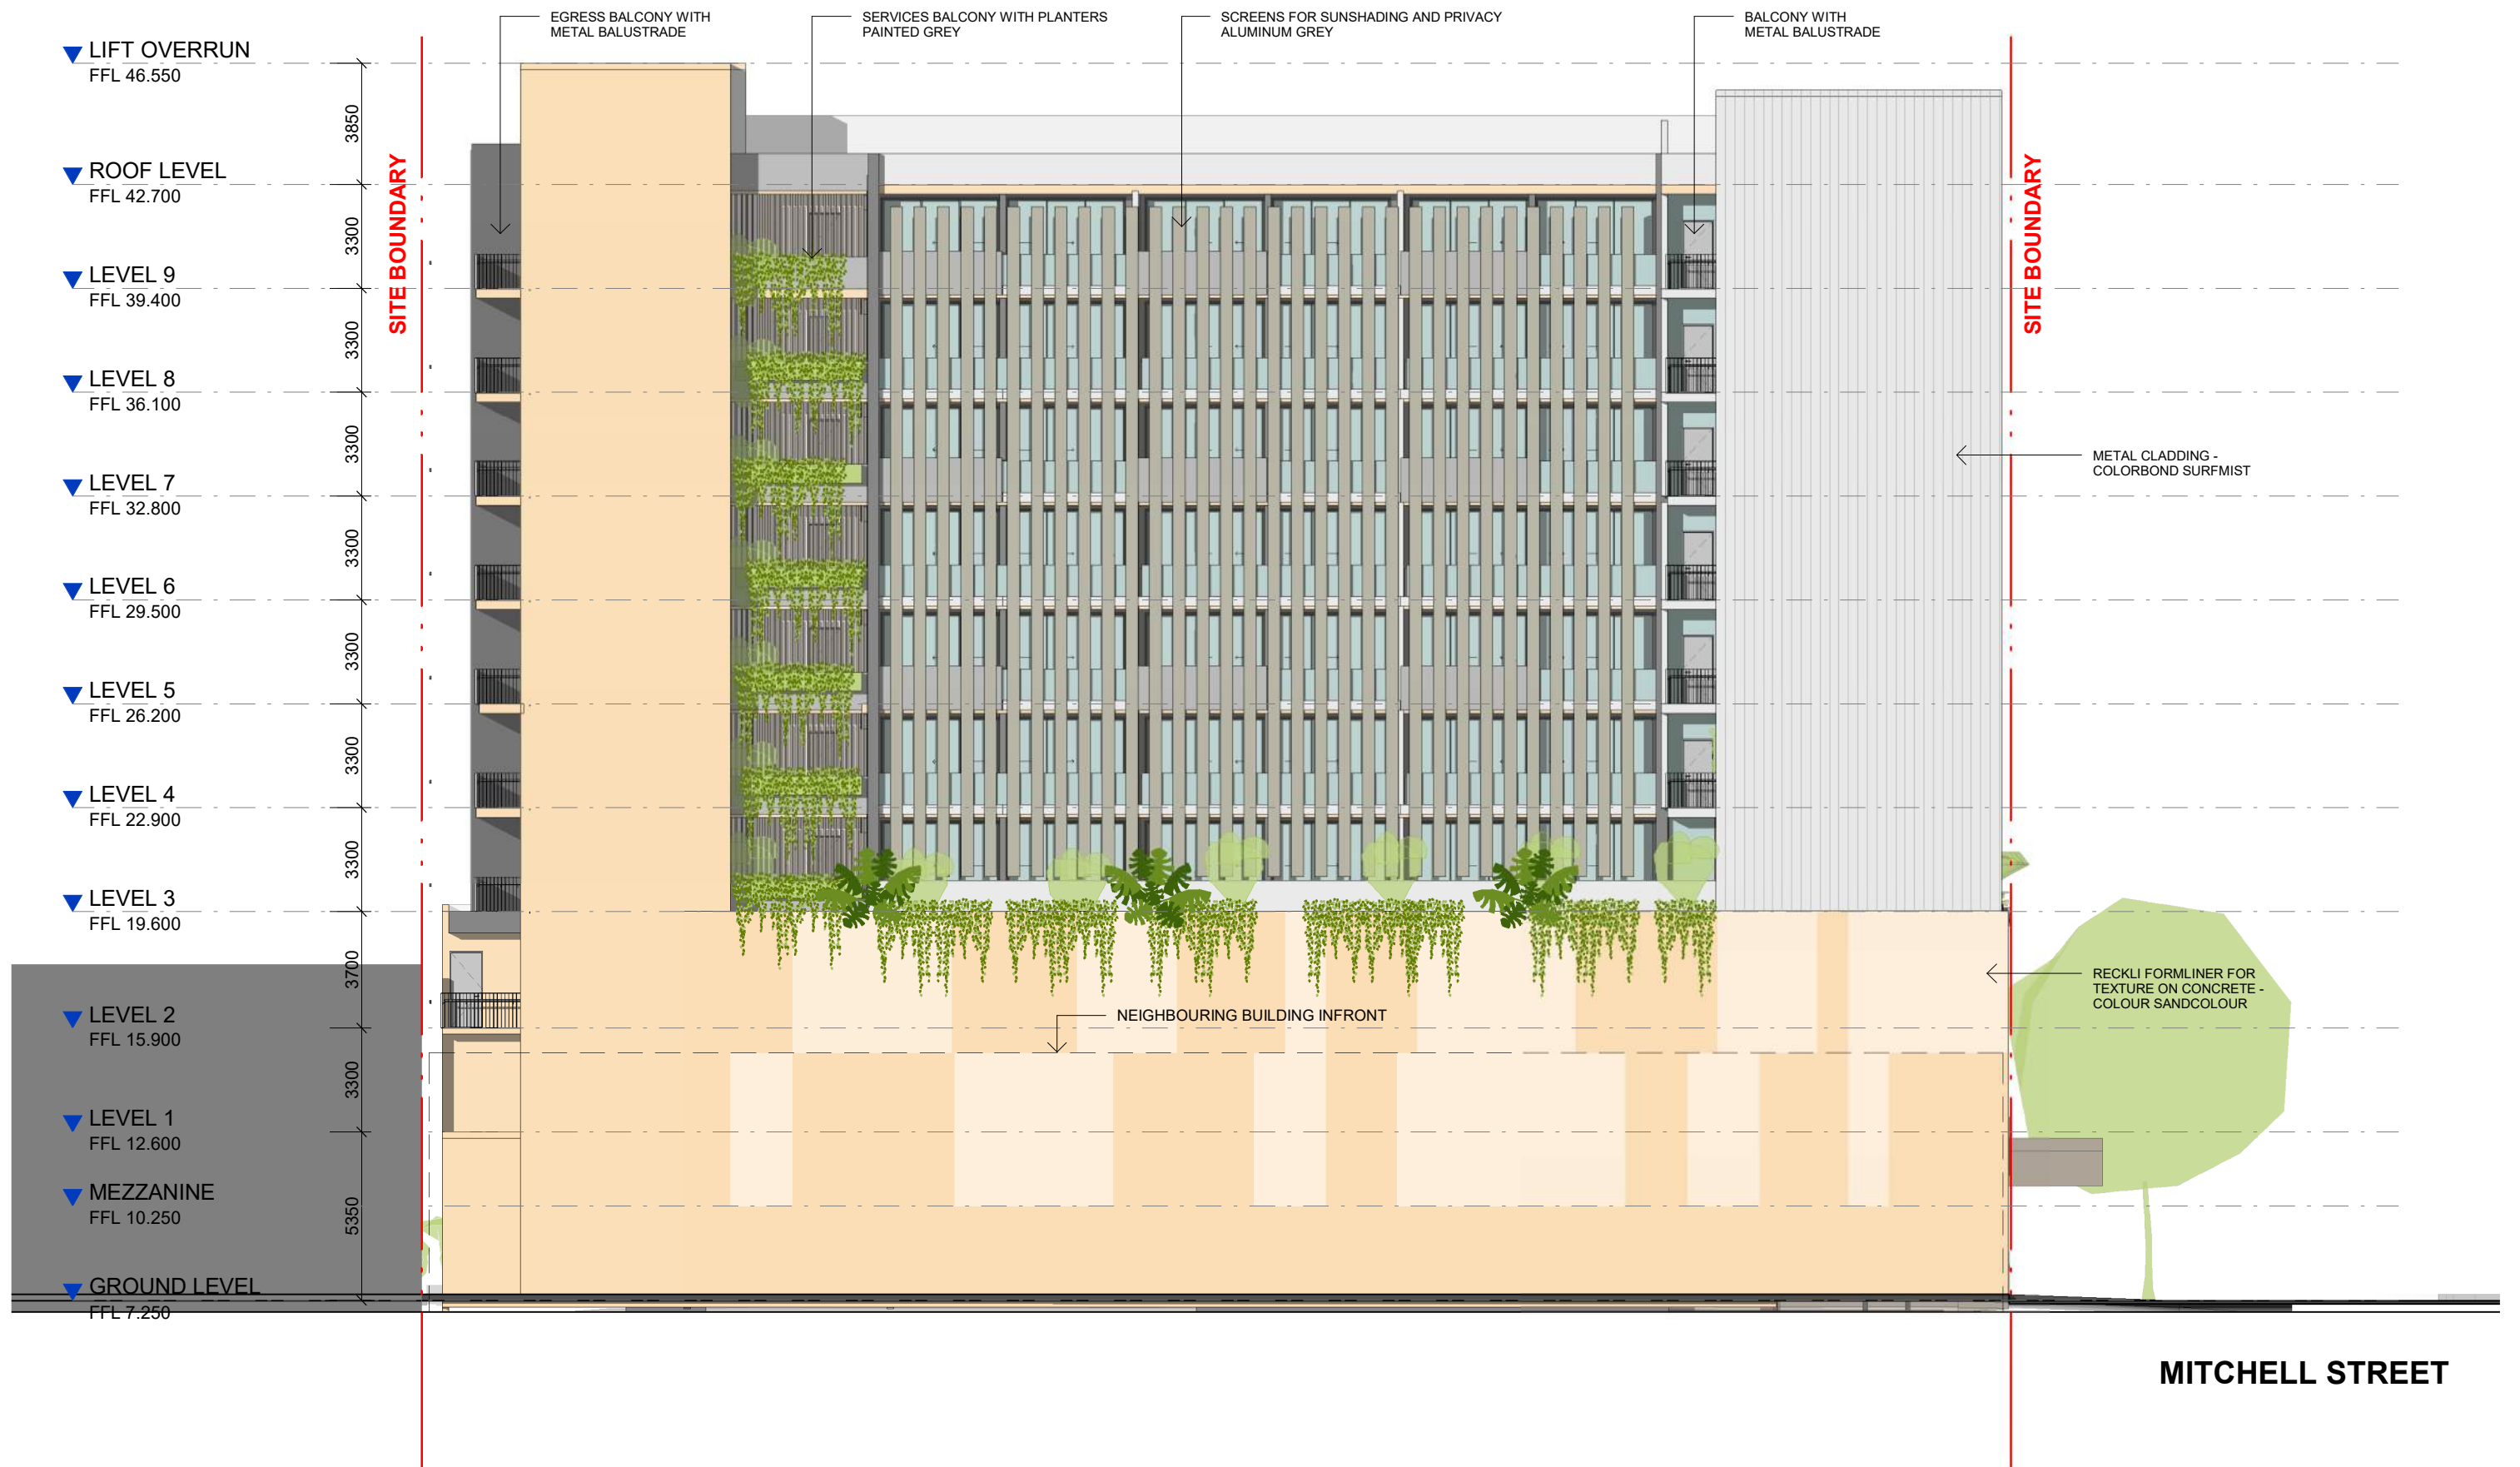 EGRESS BALCONY WITH
METAL BALUSTRADE
SERVICES BALCONY WITH PLANTERS
PAINTED GREY
SCREENS FOR SUNSHADING AND PRIVACY
ALUMINUM GREY
BALCONY WITH
METAL BALUSTRADE
LIFT OVERRUN
FFL 46.550
3850
ROOF LEVEL
FFL 42.700
3300
LEVEL 9
FFL 39.400
3300
LEVEL 8
FFL 36.100
3300
LEVEL 7
FFL 32.800
3300
LEVEL 6
FFL 29.500
3300
LEVEL 5
FFL 26.200
3300
LEVEL 4
FFL 22.900
3300
LEVEL 3
FFL 19.600
3700
LEVEL 2
FFL 15.900
3300
LEVEL 1
FFL 12.600
MEZZANINE
FFL 10.250
5350
GROUND LEVEL
FFL 7.250
SITE BOUNDARY
SITE BOUNDARY
METAL CLADDING -
COLORBOND SURFMIST
RECKLI FORMLINER FOR
TEXTURE ON CONCRETE -
COLOUR SANDCOLOUR
NEIGHBOURING BUILDING INFRONT
MITCHELL STREET